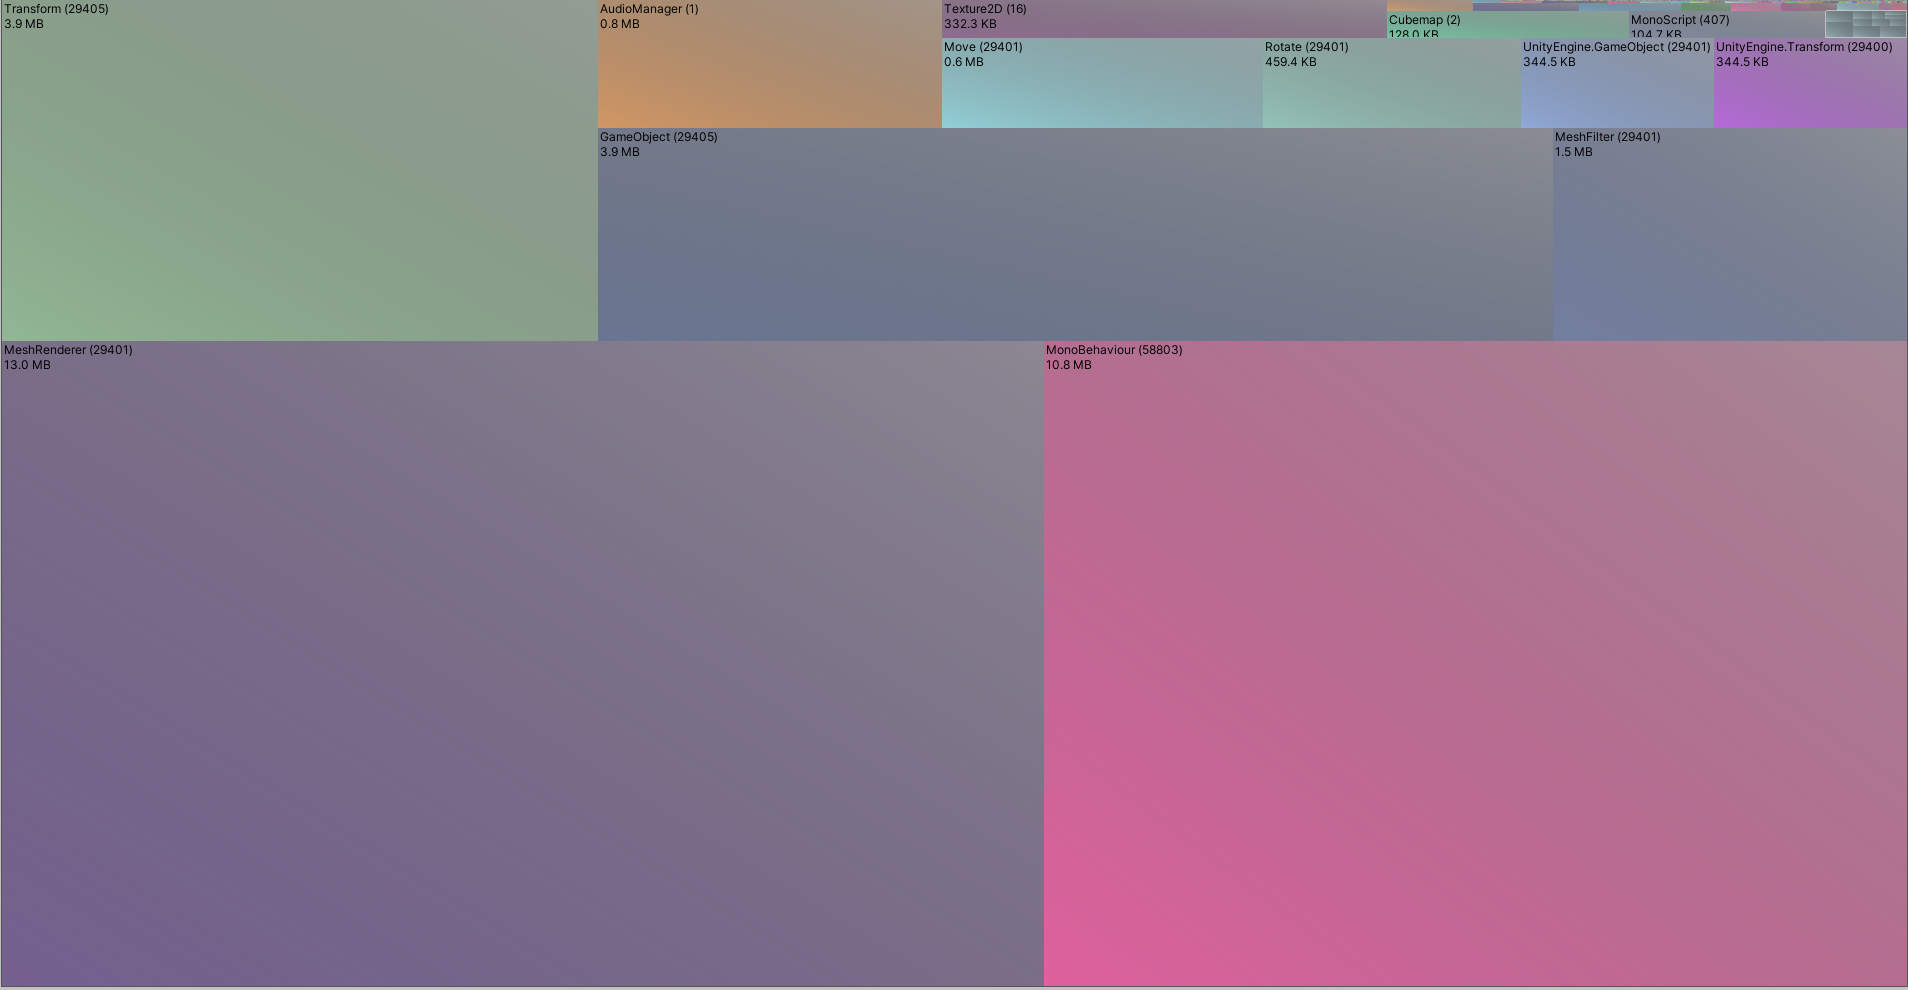 Transform (29405)
3.9 MB
AudioManager (1)
0.8 MB
Texture2D (16)
332.3 KB
Cubemap (2)
128.0 KB
MonoScript (407)
104.7 KB
Move (29401)
0.6 MB
Rotate (29401)
459.4 KB
UnityEngine.GameObject (29401)
344.5 KB
UnityEngine.Transform (29400)
344.5 KB
GameObject (29405)
3.9 MB
MeshFilter (29401)
1.5 MB
MeshRenderer (29401)
13.0 MB
MonoBehaviour (58803)
10.8 MB